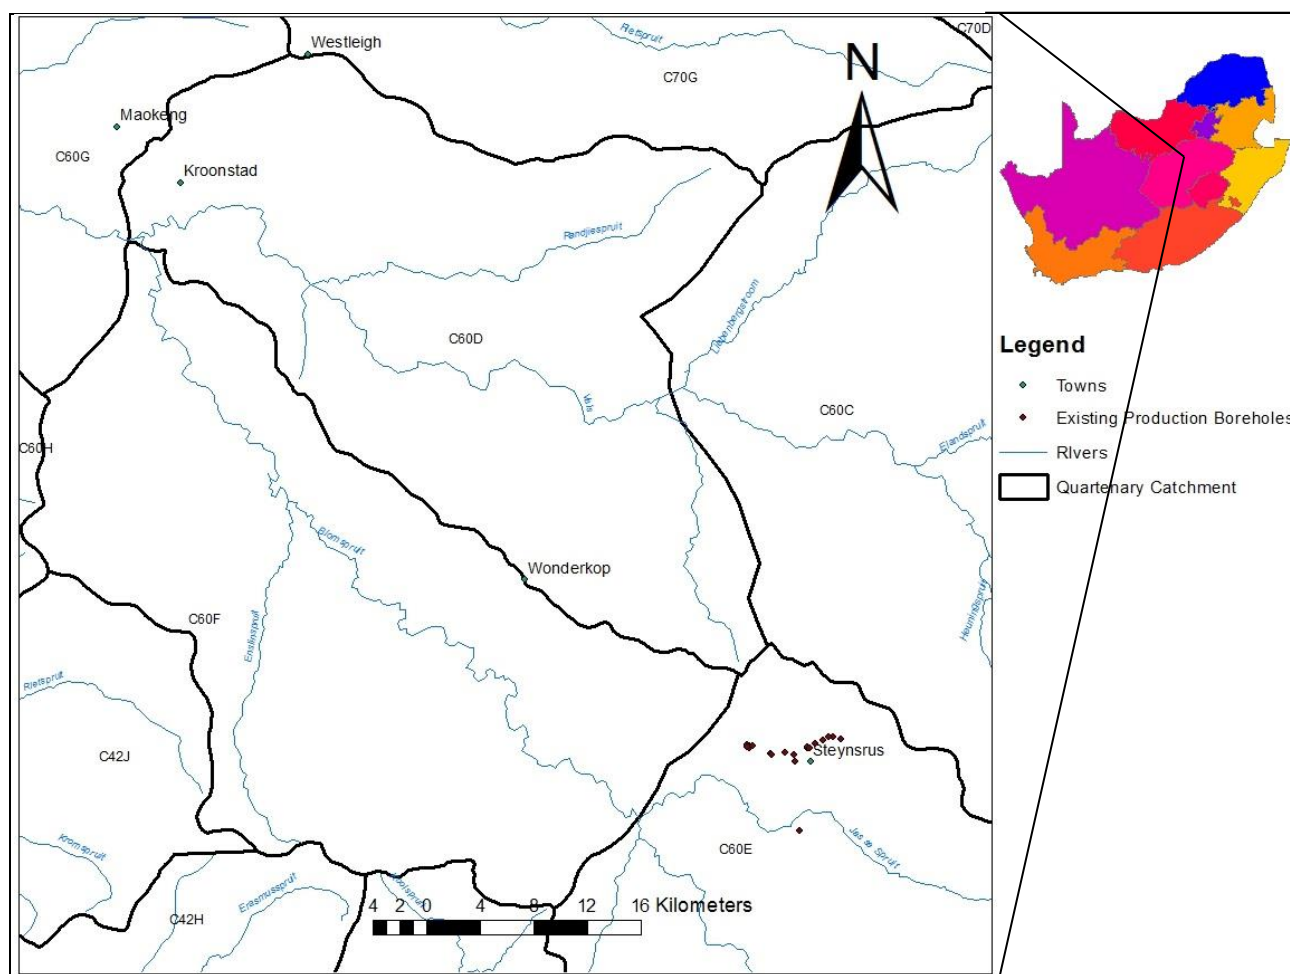 C70D
Westleigh
Rietspruit
C70G
N
Maokeng
C60G
Kroonstad
Randjiespruit
Liebenbergstroom
C60D
Vals
C60C
Elandspruit
C60H
Blomspruit
Wonderkop
Heuningspruit
C60F
Enslinspruit
Rietspruit
C42J
Steynsrus
Kromspruit
C60E
Jas se Spruit
Erasmusspruit
C42H
4 2 0 4 8 12 16 Kilometers
Legend
Towns
Existing Production Boreholes
RIvers
Quartenary Catchment